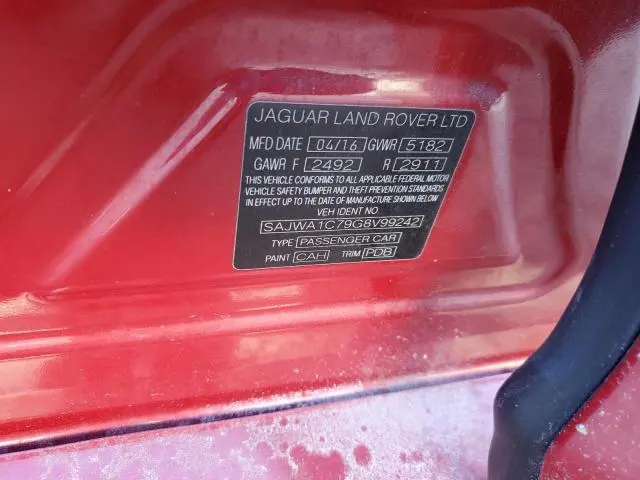 JAGUAR LAND ROVER LTD
MFD DATE 04/16 GVWR 5182
GAWR F 2492 R 2911
THIS VEHICLE CONFORMS TO ALL APPLICABLE FEDERAL MOTOR
VEHICLE SAFETY BUMPER AND THEFT PREVENTION STANDARDS
IN EFFECT UP TO THE DATE OF MANUFACTURE SHOWN ABOVE
VEH IDENT NO
SAJWA1C79G8V99242
TYPE PASSENGER CAR
PAINT CAH TRIM PDB